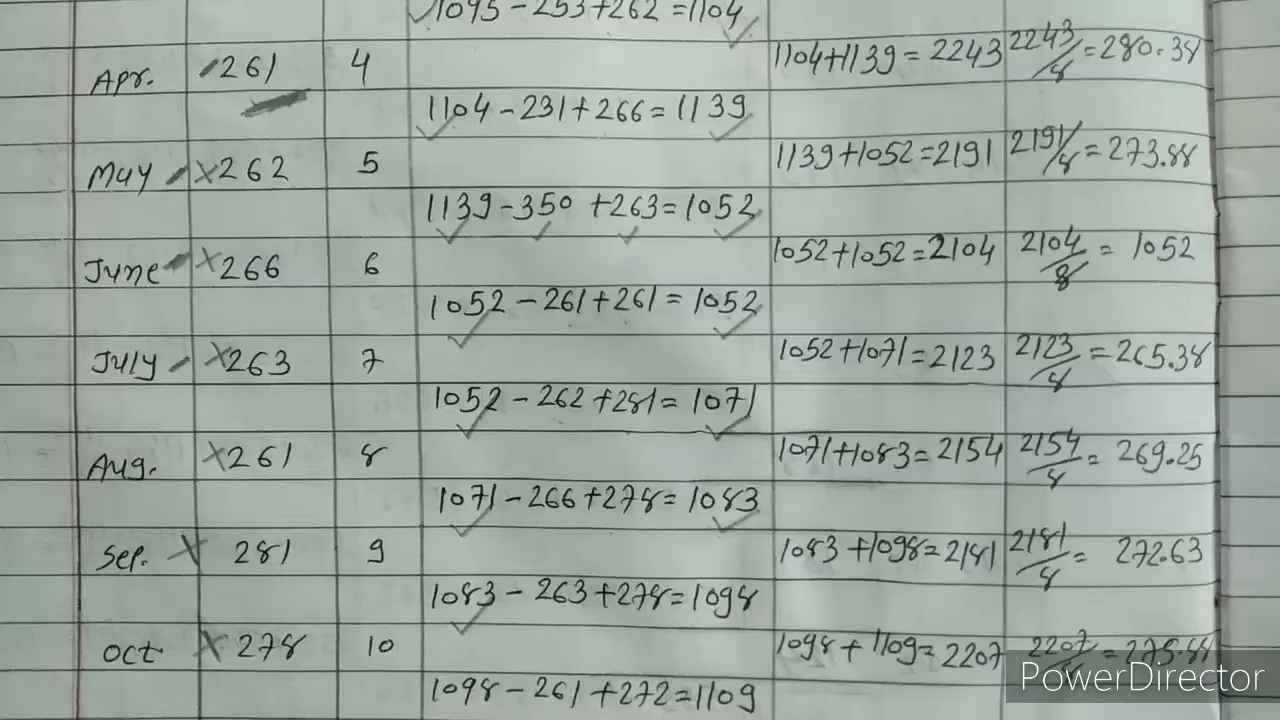 1095 - 253 + 262 = 1104
Apr. 261 4 1104+1139 = 2243 2243/8 = 280.38
1104 - 231 + 266 = 1139
May ×262 5 1139+1052=2191 2191/8 = 273.88
1139 - 350 + 263 = 1052
June ×266 6 1052+1052=2104 2104/8 = 1052
1052 - 261 + 261 = 1052
July ×263 7 1052+1071=2123 2123/8 = 265.38
1052 - 262 + 281 = 1071
Aug. ×261 8 1071+1083=2154 2154/8 = 269.25
1071 - 266 + 278 = 1083
Sep. × 281 9 1083+1098=2181 2181/8 = 272.63
1083 - 263 + 278 = 1098
Oct ×278 10 1098+1109=2207 2207/8 = 275.88
1098 - 261 + 272 = 1109
PowerDirector